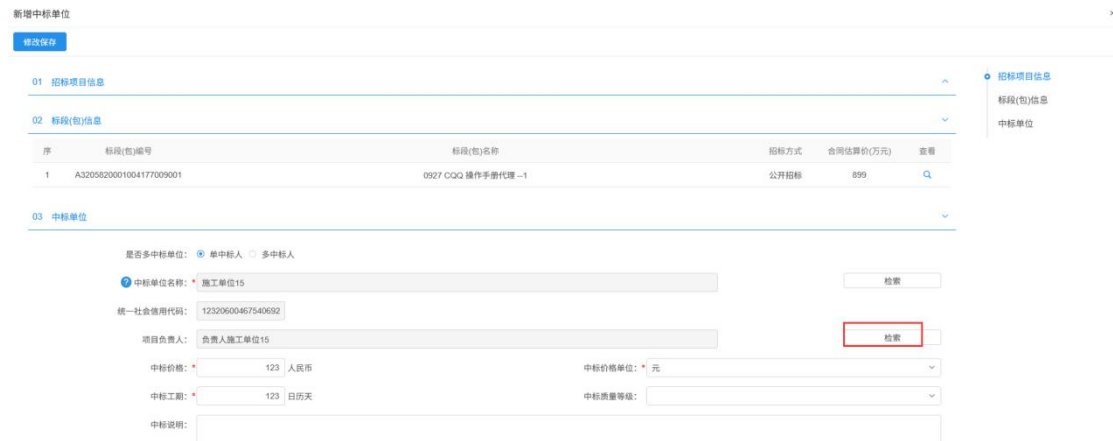 新增中标单位
修改保存
01 招标项目信息
招标项目信息
标段(包)信息
中标单位
02 标段(包)信息
序 标段(包)编号 标段(包)名称 招标方式 合同估算价(万元) 查看
1 A3205820001004177009001 0927 CQQ 操作手册代理 --1 公开招标 899
03 中标单位
是否多中标单位: 单中标人 多中标人
? 中标单位名称: * 施工单位15 检索
统一社会信用代码: 12320600467540692
项目负责人: 负责人施工单位15 检索
中标价格: * 123 人民币 中标价格单位: * 元
中标工期: * 123 日历天 中标质量等级:
中标说明: